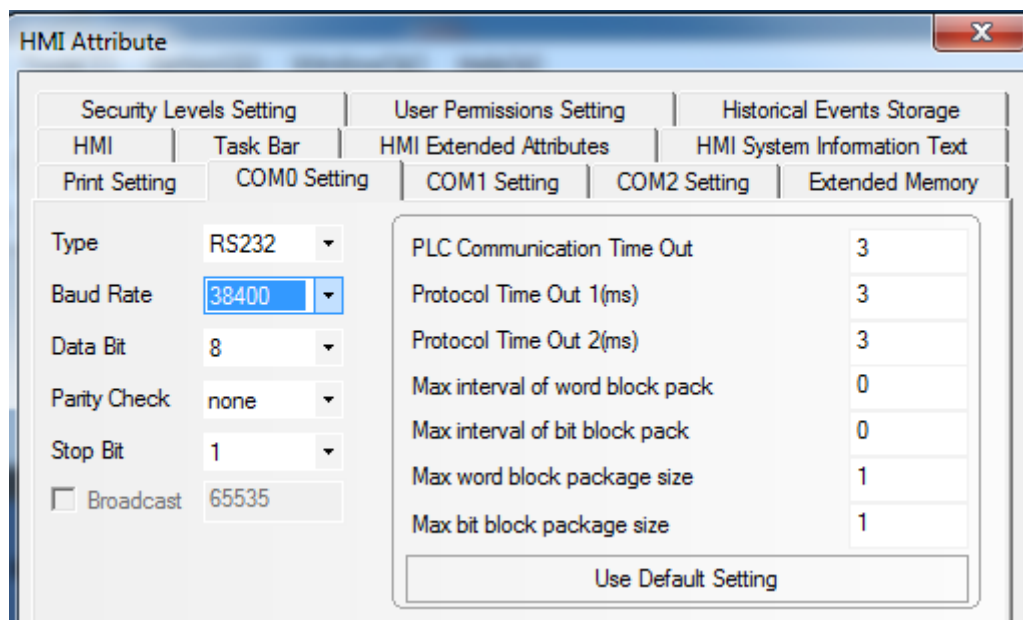 HMI Attribute
Security Levels Setting User Permissions Setting Historical Events Storage
HMI Task Bar HMI Extended Attributes HMI System Information Text
Print Setting COM0 Setting COM1 Setting COM2 Setting Extended Memory
Type RS232
Baud Rate 38400
Data Bit 8
Parity Check none
Stop Bit 1
Broadcast 65535
PLC Communication Time Out 3
Protocol Time Out 1(ms) 3
Protocol Time Out 2(ms) 3
Max interval of word block pack 0
Max interval of bit block pack 0
Max word block package size 1
Max bit block package size 1
Use Default Setting